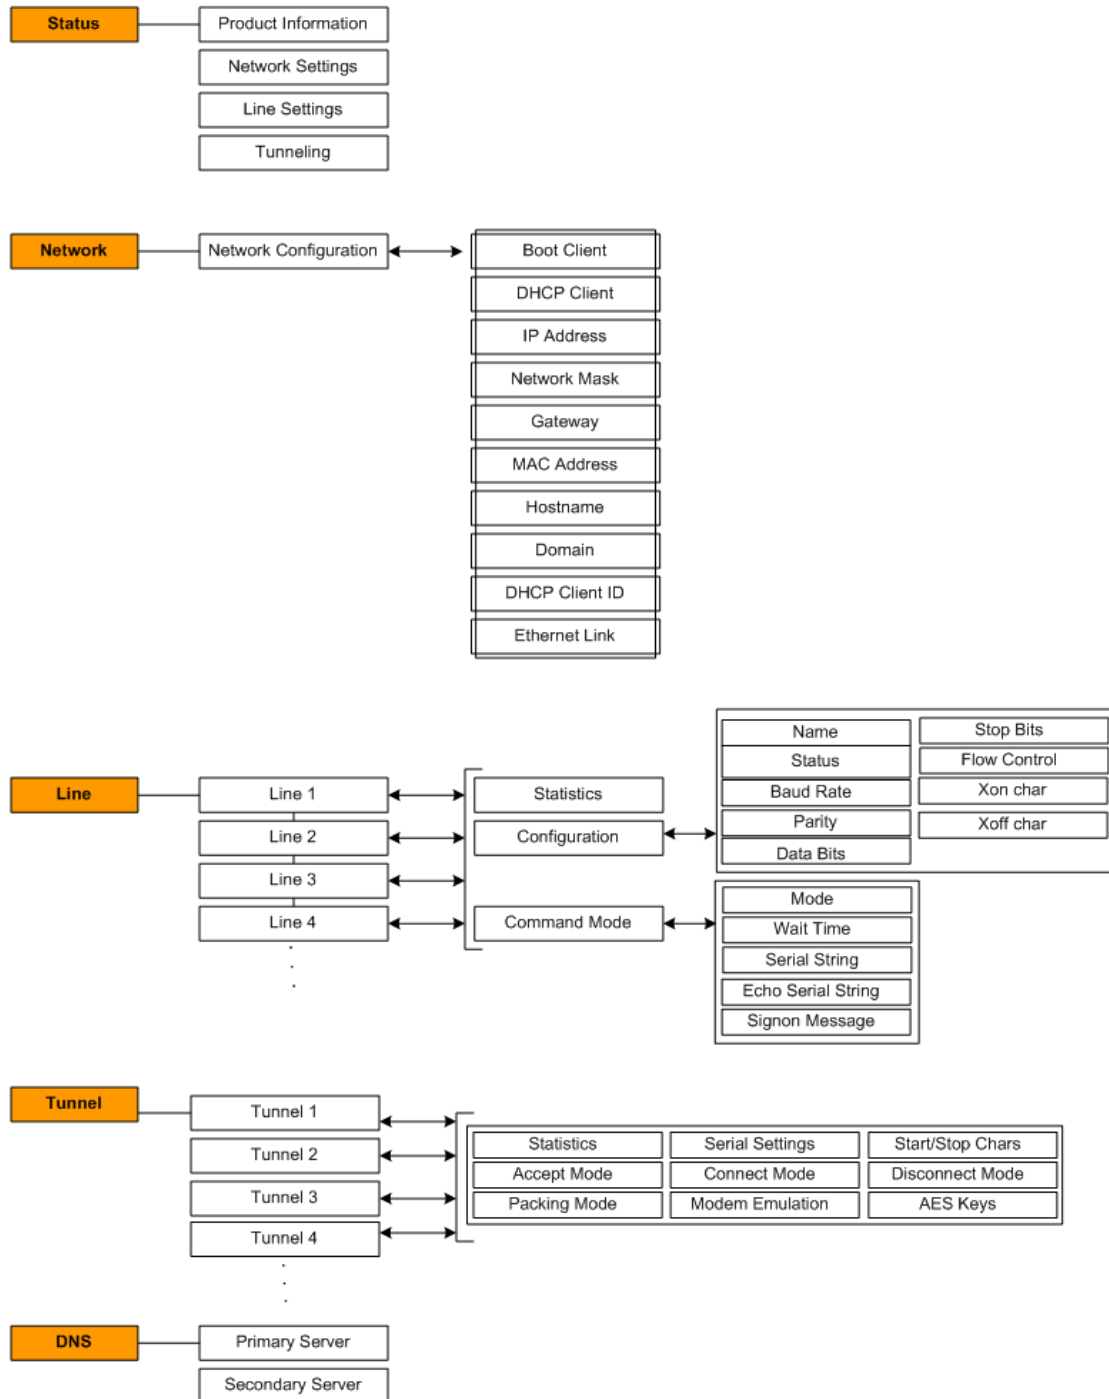 Status
Product Information
Network Settings
Line Settings
Tunneling
Network
Network Configuration
Boot Client
DHCP Client
IP Address
Network Mask
Gateway
MAC Address
Hostname
Domain
DHCP Client ID
Ethernet Link
Line
Line 1
Line 2
Line 3
Line 4
Statistics
Configuration
Command Mode
Name
Status
Baud Rate
Parity
Data Bits
Stop Bits
Flow Control
Xon char
Xoff char
Mode
Wait Time
Serial String
Echo Serial String
Signon Message
Tunnel
Tunnel 1
Tunnel 2
Tunnel 3
Tunnel 4
Statistics
Serial Settings
Start/Stop Chars
Accept Mode
Connect Mode
Disconnect Mode
Packing Mode
Modem Emulation
AES Keys
DNS
Primary Server
Secondary Server